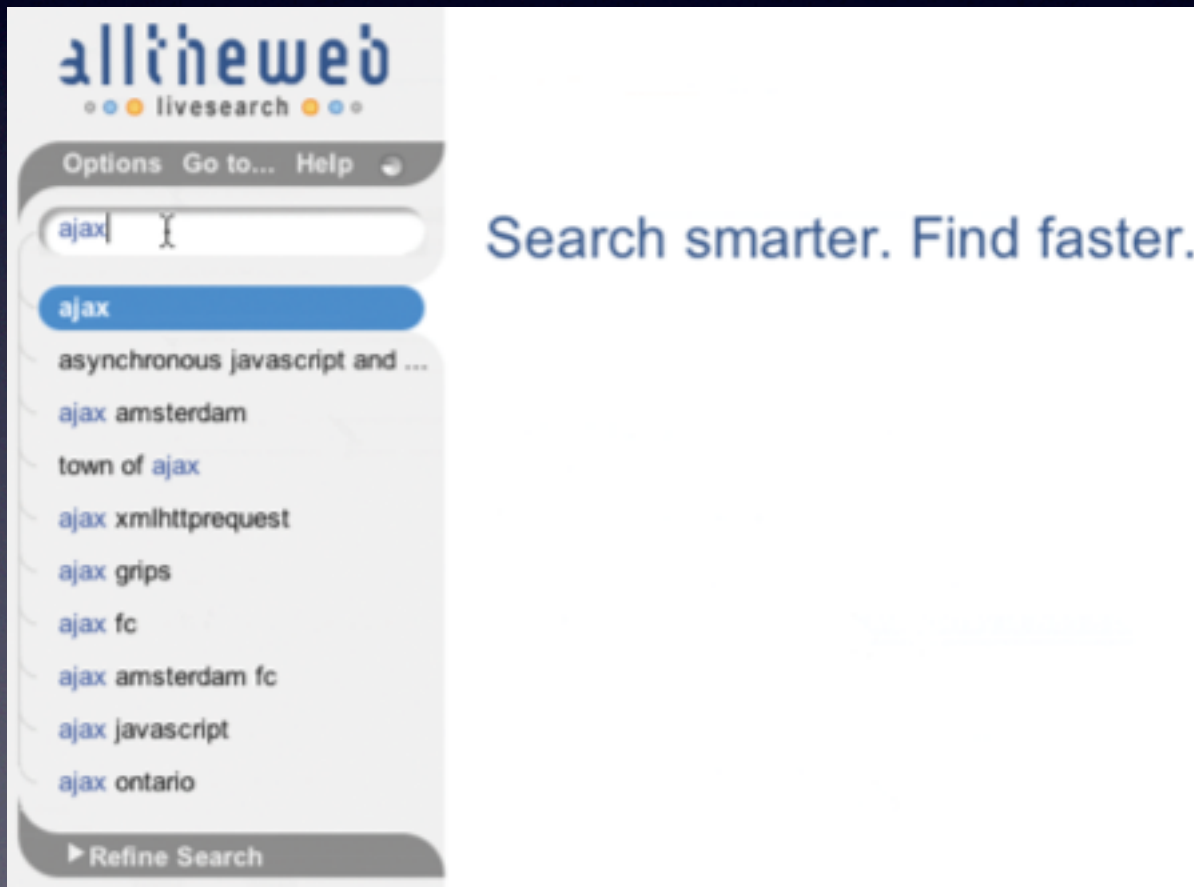 alltheweb
livesearch
Options Go to... Help
ajax
Search smarter. Find faster.
ajax
asynchronous javascript and ...
ajax amsterdam
town of ajax
ajax xmlhttprequest
ajax grips
ajax fc
ajax amsterdam fc
ajax javascript
ajax ontario
Refine Search